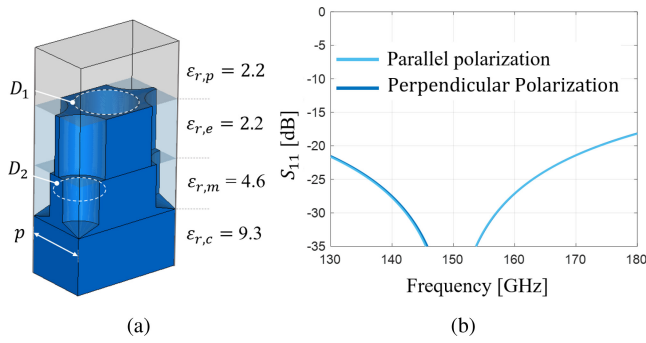 D₁
D₂
p
εᵣ,ₚ = 2.2
εᵣ,ₑ = 2.2
εᵣ,ₘ = 4.6
εᵣ,c = 9.3
(a)
0
-5
-10
-15
-20
-25
-30
-35
S₁₁ [dB]
Parallel polarization
Perpendicular Polarization
130 140 150 160 170 180
Frequency [GHz]
(b)